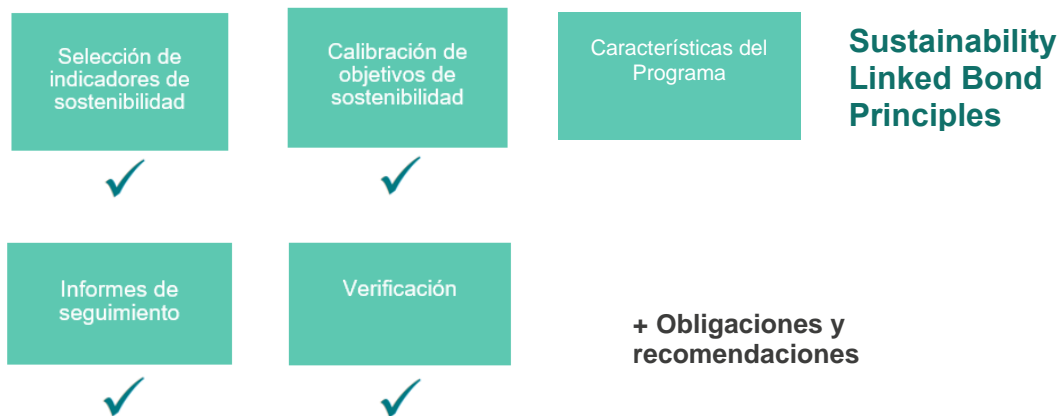 Selección de
indicadores de
sostenibilidad
Calibración de
objetivos de
sostenibilidad
Características del
Programa
Sustainability
Linked Bond
Principles
Informes de
seguimiento
Verificación
+ Obligaciones y
recomendaciones